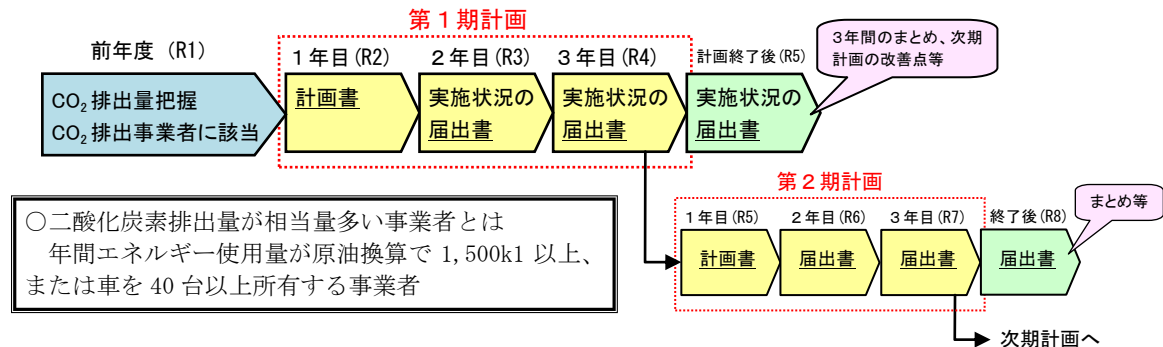 第１期計画
前年度 (R1)
CO₂排出量把握
CO₂排出事業者に該当
１年目(R2)
計画書
２年目(R3)
実施状況の
届出書
３年目(R4)
実施状況の
届出書
計画終了後(R5)
実施状況の
届出書
3年間のまとめ、次期
計画の改善点等
○二酸化炭素排出量が相当量多い事業者とは
年間エネルギー使用量が原油換算で 1,500kl 以上、
または車を 40 台以上所有する事業者
第２期計画
１年目(R5)
計画書
２年目(R6)
届出書
３年目(R7)
届出書
終了後(R8)
届出書
まとめ等
次期計画へ